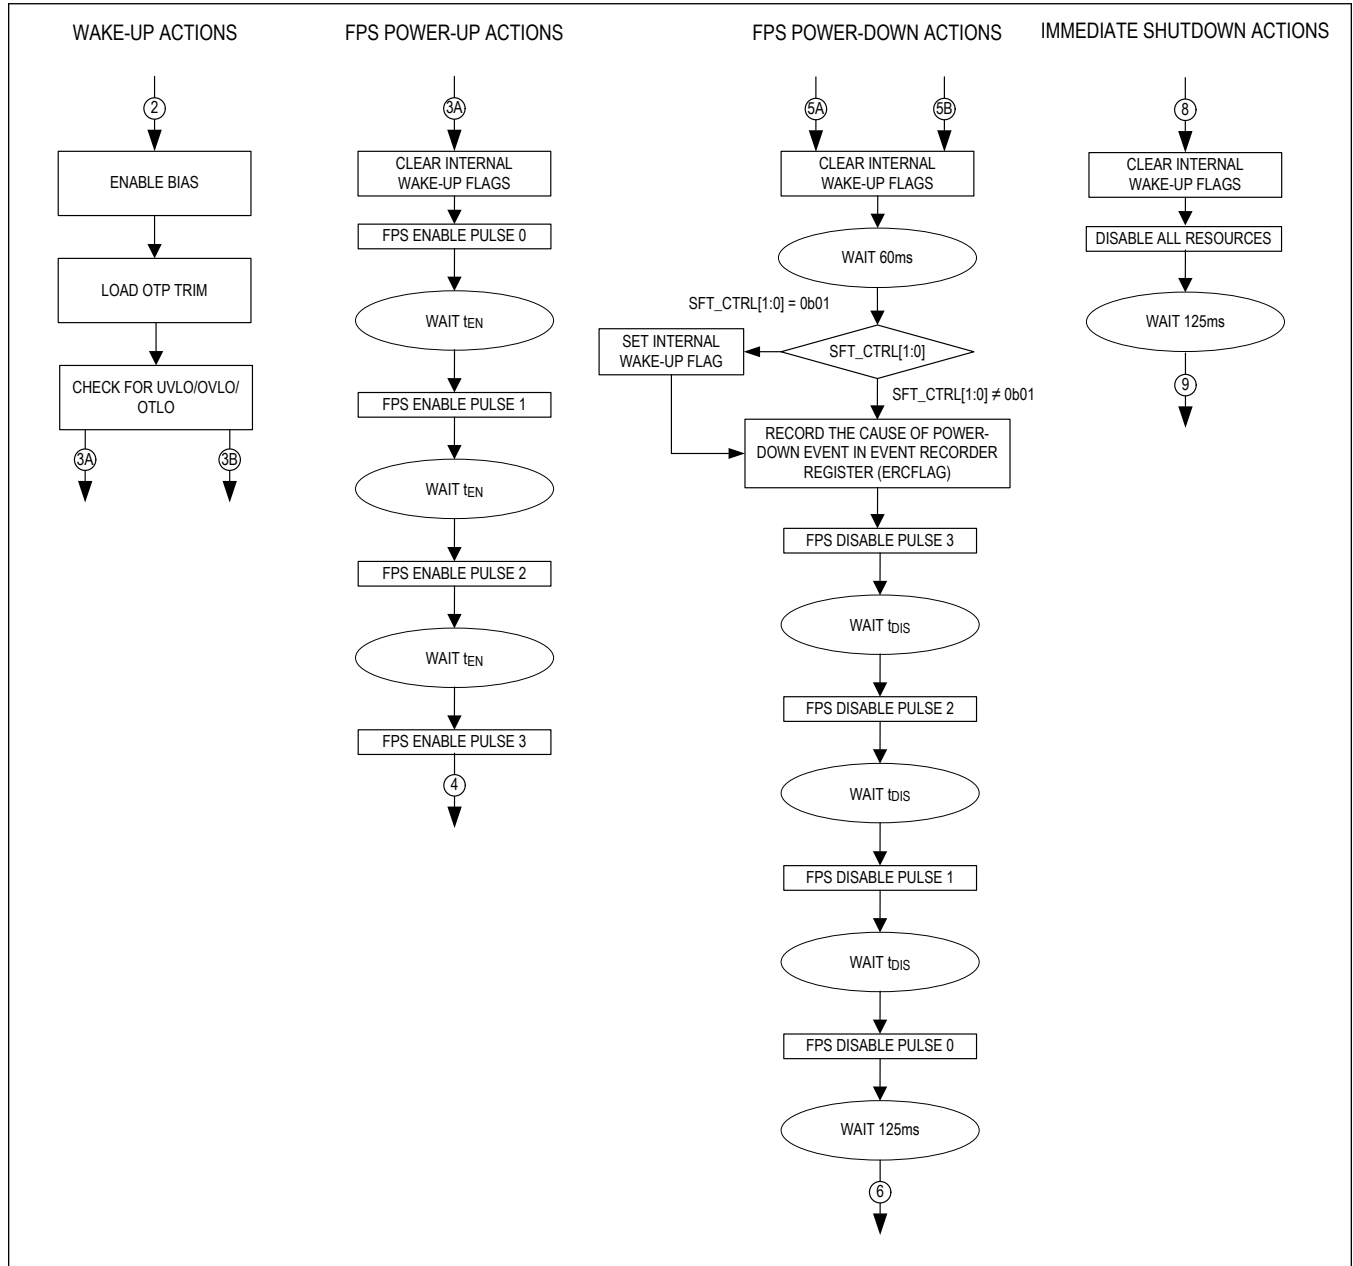 WAKE-UP ACTIONS
FPS POWER-UP ACTIONS
FPS POWER-DOWN ACTIONS
IMMEDIATE SHUTDOWN ACTIONS
2
ENABLE BIAS
LOAD OTP TRIM
CHECK FOR UVLO/OVLO/
OTLO
3A
3B
3A
CLEAR INTERNAL
WAKE-UP FLAGS
FPS ENABLE PULSE 0
WAIT tEN
FPS ENABLE PULSE 1
WAIT tEN
FPS ENABLE PULSE 2
WAIT tEN
FPS ENABLE PULSE 3
4
5A
5B
CLEAR INTERNAL
WAKE-UP FLAGS
WAIT 60ms
SFT_CTRL[1:0] = 0b01
SET INTERNAL
WAKE-UP FLAG
SFT_CTRL[1:0]
SFT_CTRL[1:0] ≠ 0b01
RECORD THE CAUSE OF POWER-
DOWN EVENT IN EVENT RECORDER
REGISTER (ERCFLAG)
FPS DISABLE PULSE 3
WAIT tDIS
FPS DISABLE PULSE 2
WAIT tDIS
FPS DISABLE PULSE 1
WAIT tDIS
FPS DISABLE PULSE 0
WAIT 125ms
6
8
CLEAR INTERNAL
WAKE-UP FLAGS
DISABLE ALL RESOURCES
WAIT 125ms
9